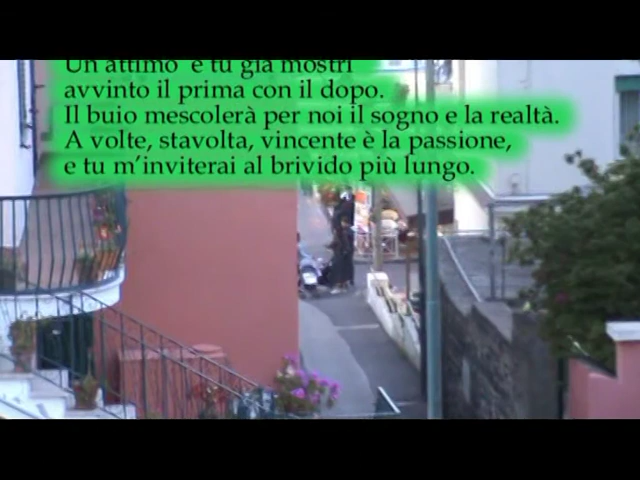 Un attimo e tu già mostri
avvinto il prima con il dopo.
Il buio mescolerà per noi il sogno e la realtà.
A volte, stavolta, vincente è la passione,
e tu m’inviterai al brivido più lungo.